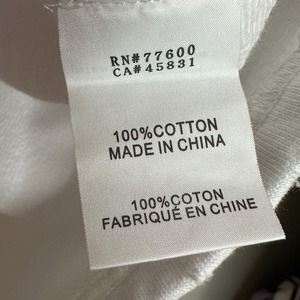 RN#77600
CA#45831
100%COTTON
MADE IN CHINA
100%COTON
FABRIQUÉ EN CHINE